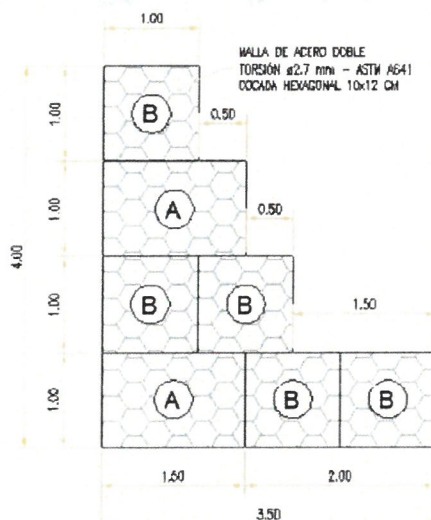 1.00
MALLA DE ACERO DOBLE
TORSIÓN ø2.7 mm - ASTM A641
COCADA HEXAGONAL 10x12 CM
B
1.00
0.50
A
1.00
0.50
4.00
B B
1.00
1.50
A B B
1.00
1.50 2.00
3.50